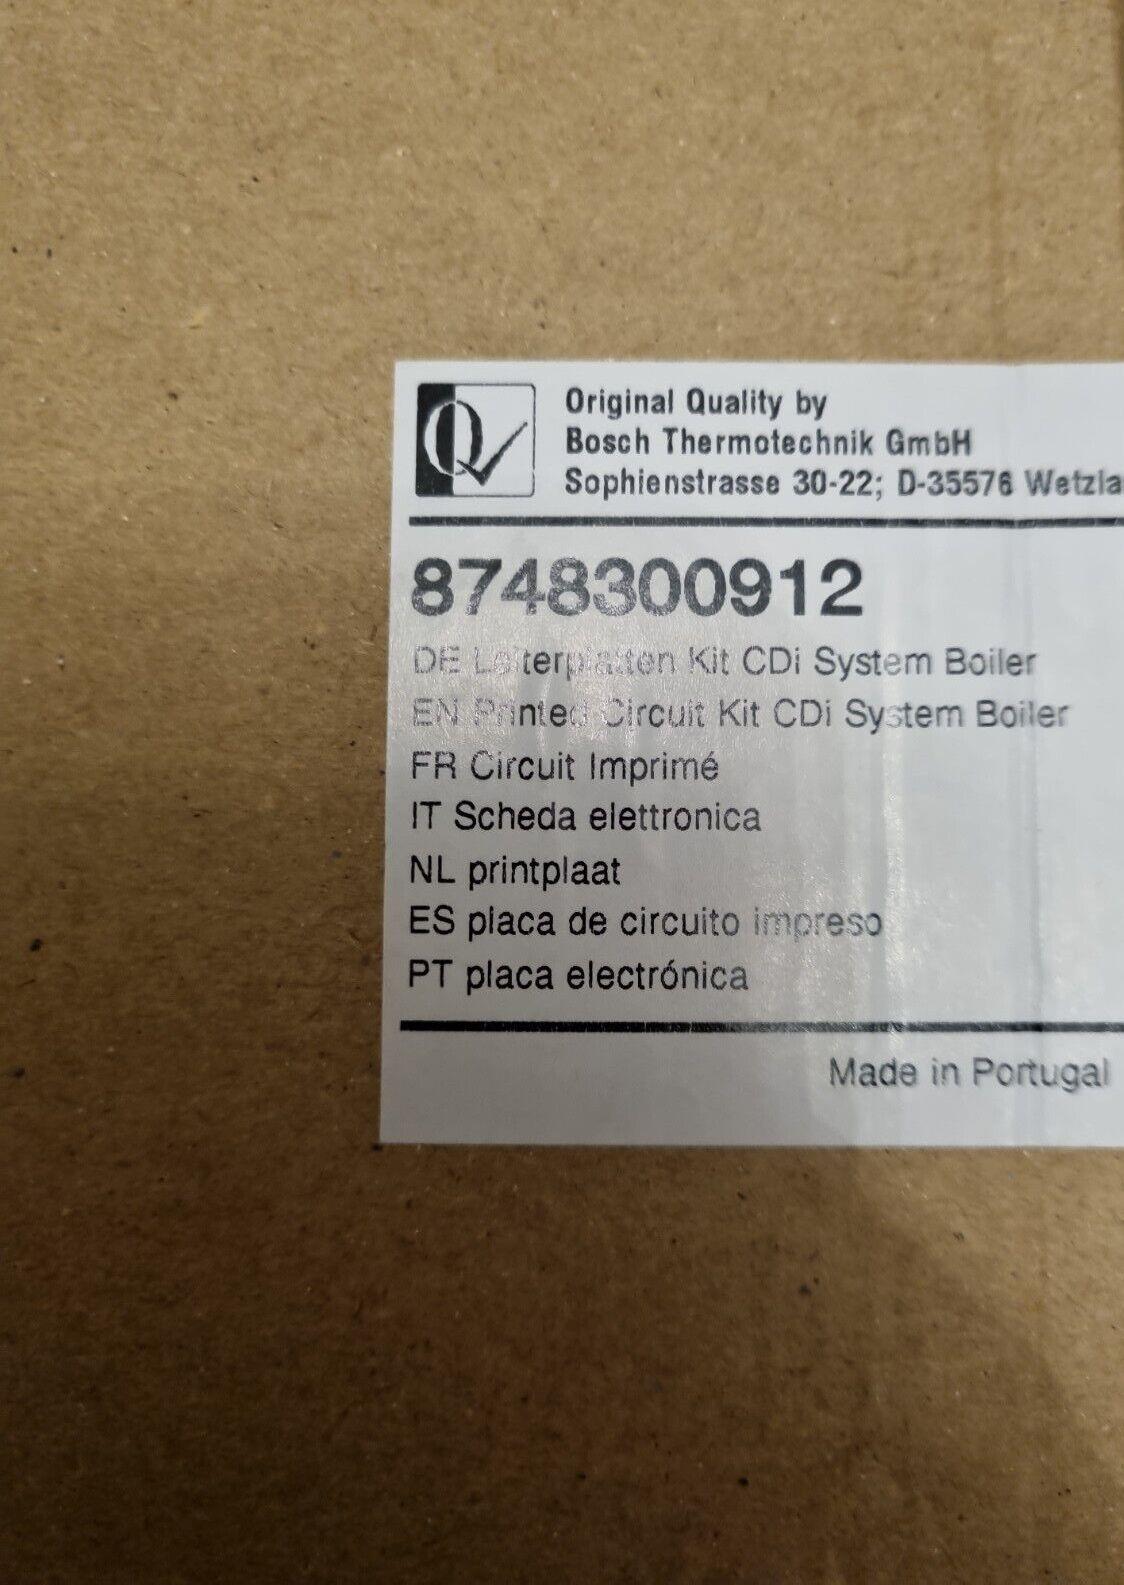 Q
Original Quality by
Bosch Thermotechnik GmbH
Sophienstrasse 30-22; D-35576 Wetzla
8748300912
DE Leiterplatten Kit CDi System Boiler
EN Printed Circuit Kit CDi System Boiler
FR Circuit Imprimé
IT Scheda elettronica
NL printplaat
ES placa de circuito impreso
PT placa electrónica
Made in Portugal